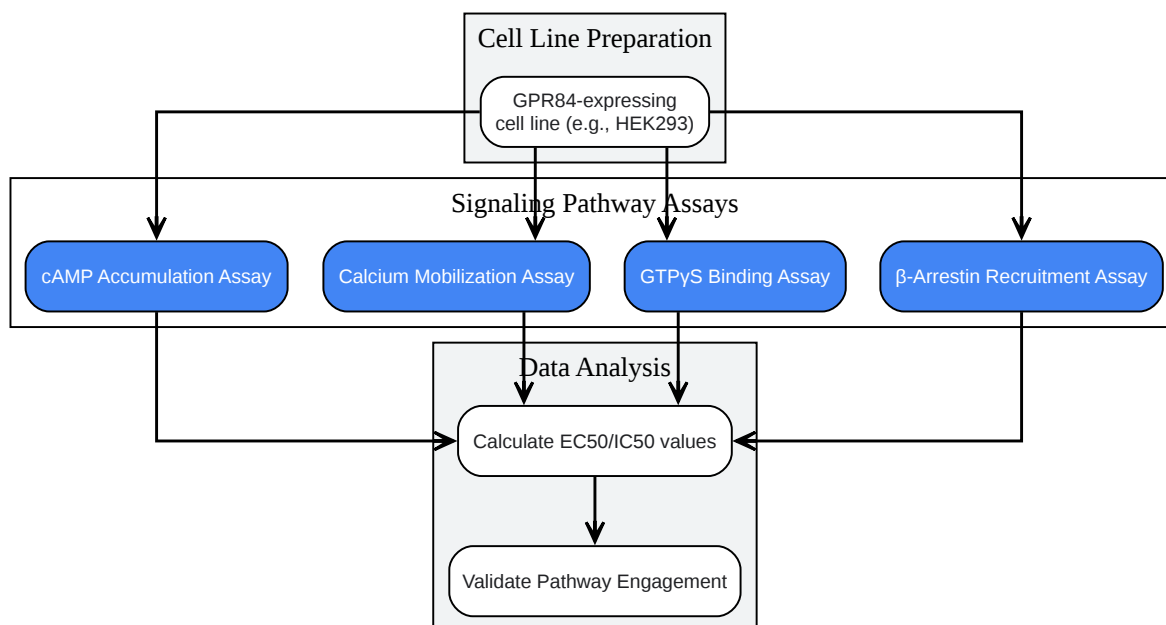 Cell Line Preparation
GPR84-expressing
cell line (e.g., HEK293)
Signaling Pathway Assays
cAMP Accumulation Assay
Calcium Mobilization Assay
GTPγS Binding Assay
β-Arrestin Recruitment Assay
Data Analysis
Calculate EC50/IC50 values
Validate Pathway Engagement